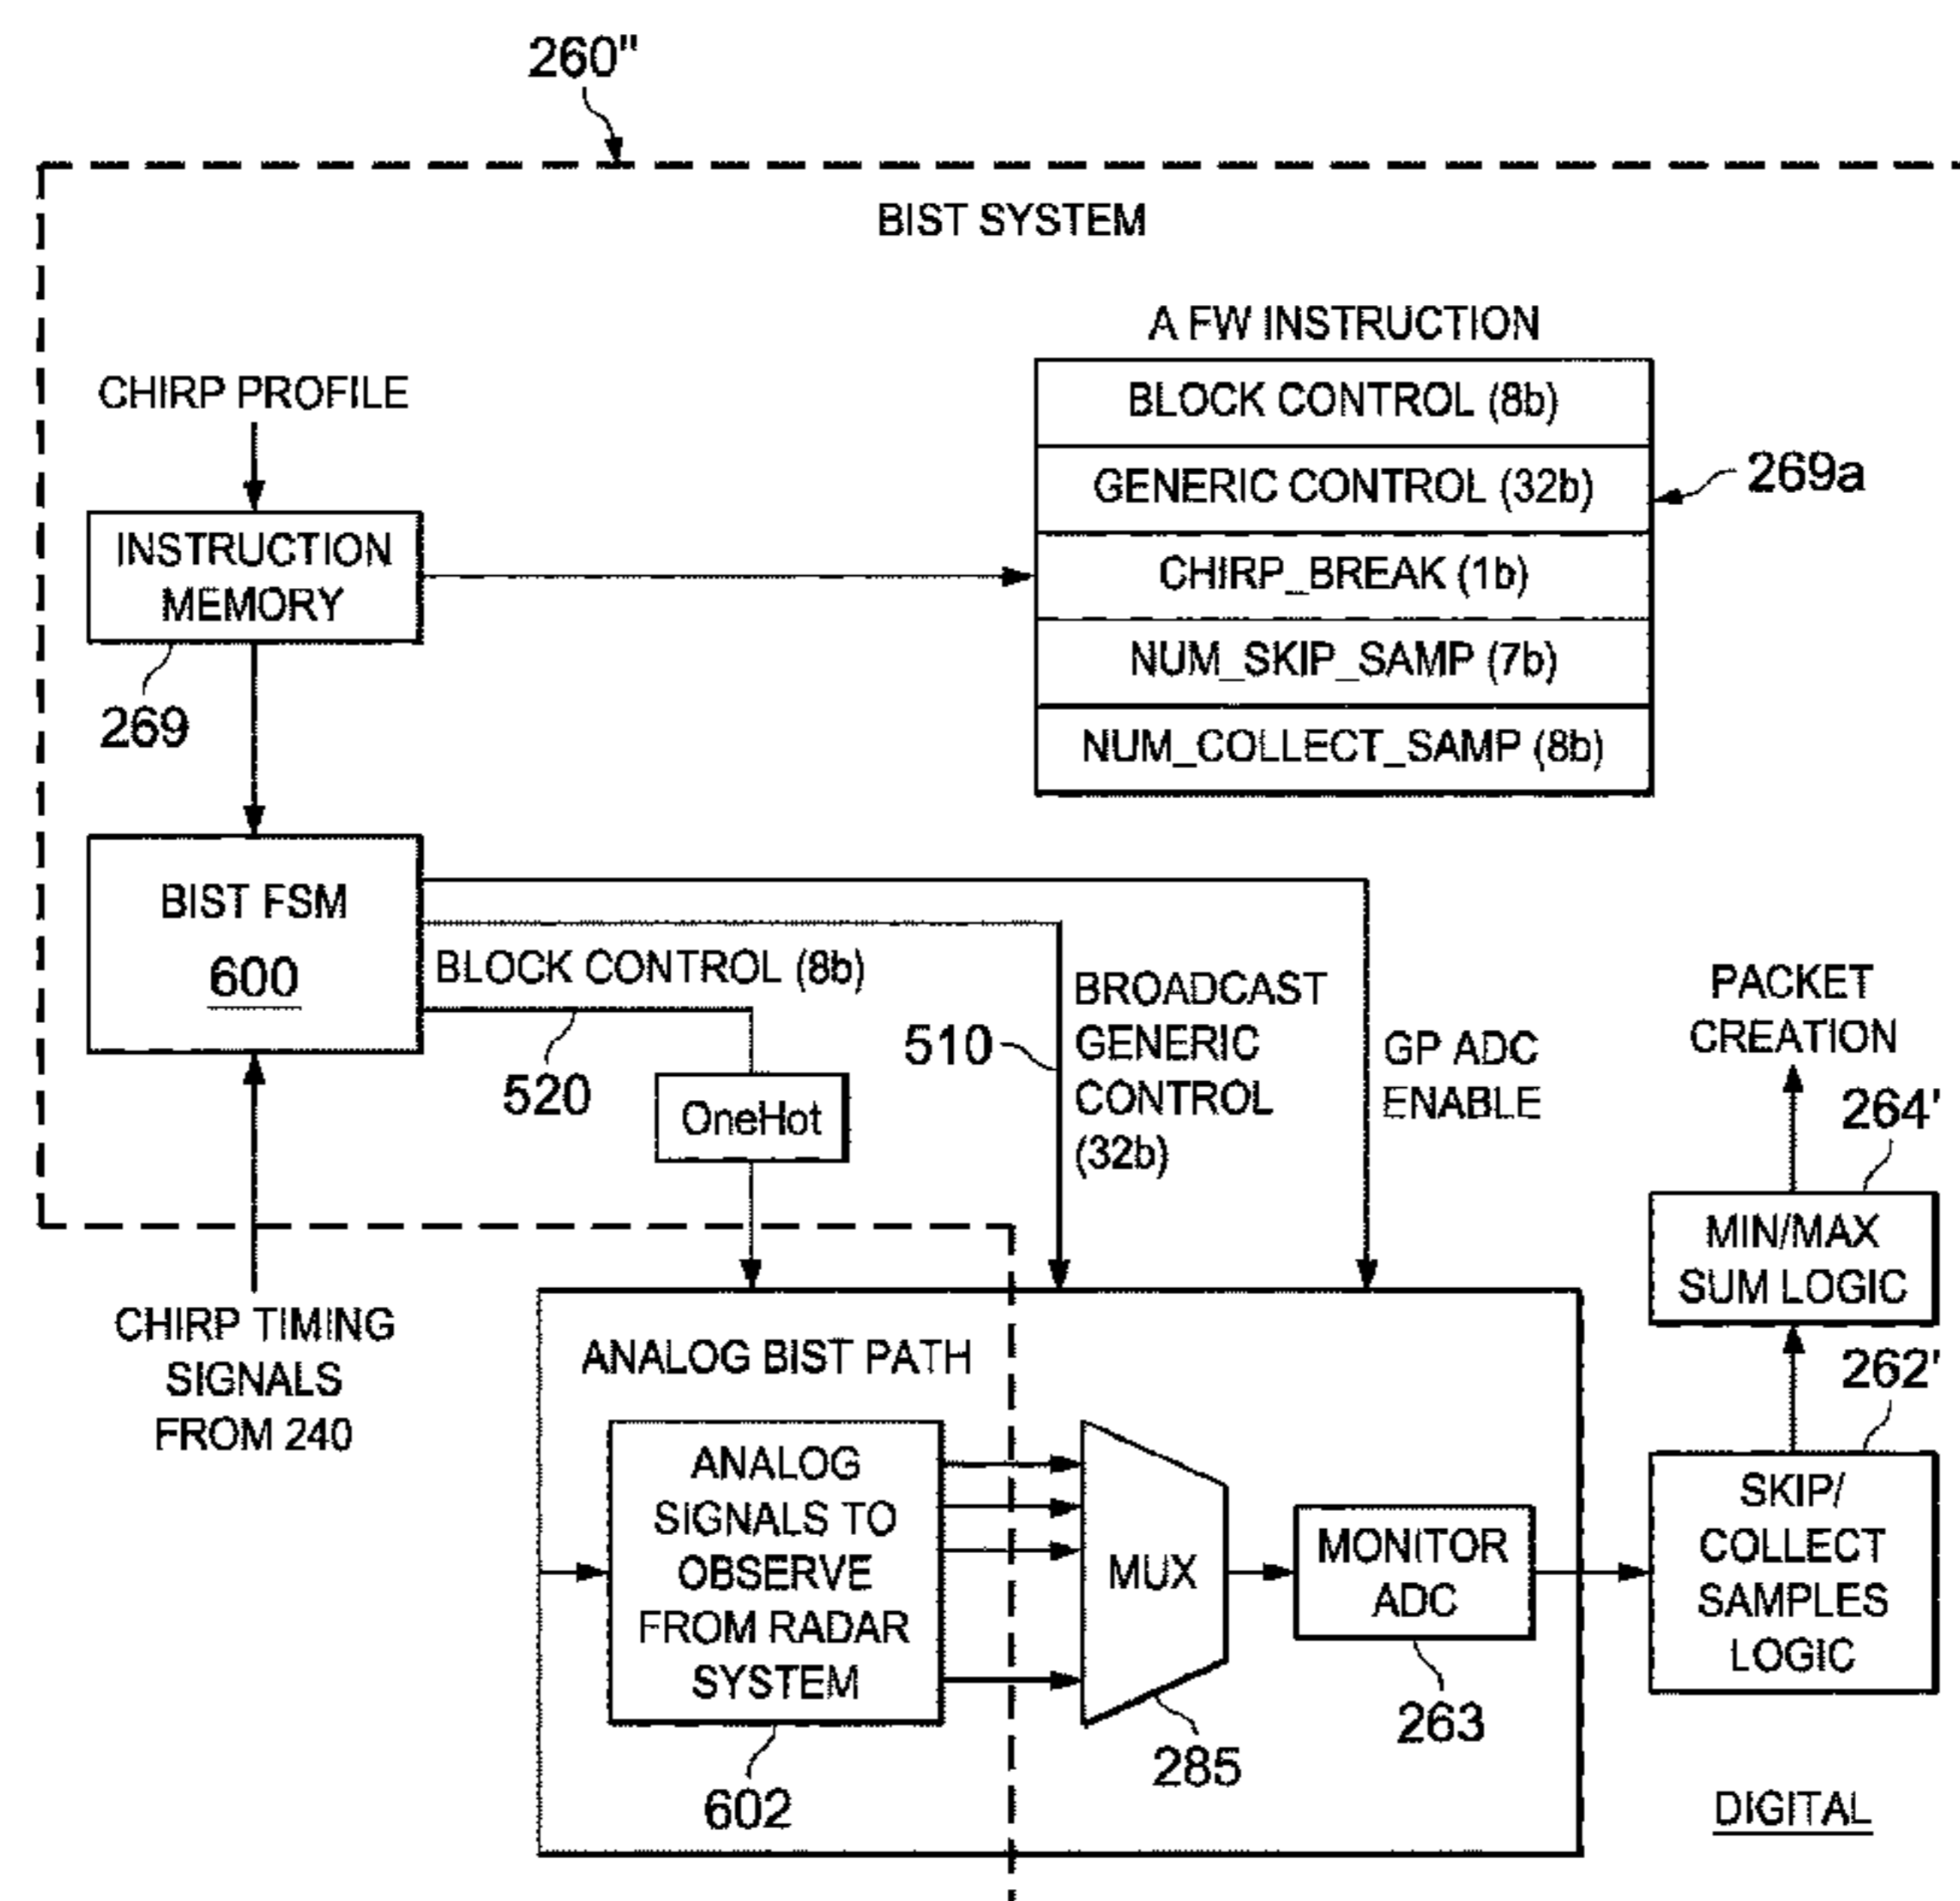 260"
BIST SYSTEM
A FW INSTRUCTION
CHIRP PROFILE
BLOCK CONTROL (8b)
GENERIC CONTROL (32b)
CHIRP_BREAK (1b)
NUM_SKIP_SAMP (7b)
NUM_COLLECT_SAMP (8b)
269a
INSTRUCTION
MEMORY
269
BIST FSM
600
BLOCK CONTROL (8b)
520
OneHot
510
BROADCAST
GENERIC
CONTROL
(32b)
GP ADC
ENABLE
PACKET
CREATION
264'
MIN/MAX
SUM LOGIC
262'
SKIP/
COLLECT
SAMPLES
LOGIC
CHIRP TIMING
SIGNALS
FROM 240
ANALOG BIST PATH
ANALOG
SIGNALS TO
OBSERVE
FROM RADAR
SYSTEM
602
MUX
285
MONITOR
ADC
263
DIGITAL